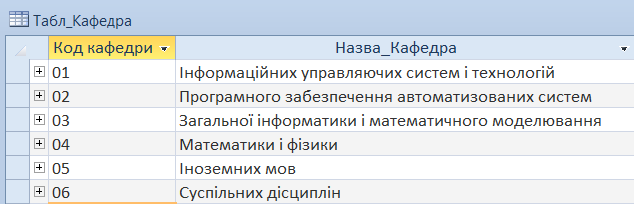 Табл_Кафедра
Код кафедри Назва_Кафедра
01 Інформаційних управляючих систем і технологій
02 Програмного забезпечення автоматизованих систем
03 Загальної інформатики і математичного моделювання
04 Математики і фізики
05 Іноземних мов
06 Суспільних дісциплін